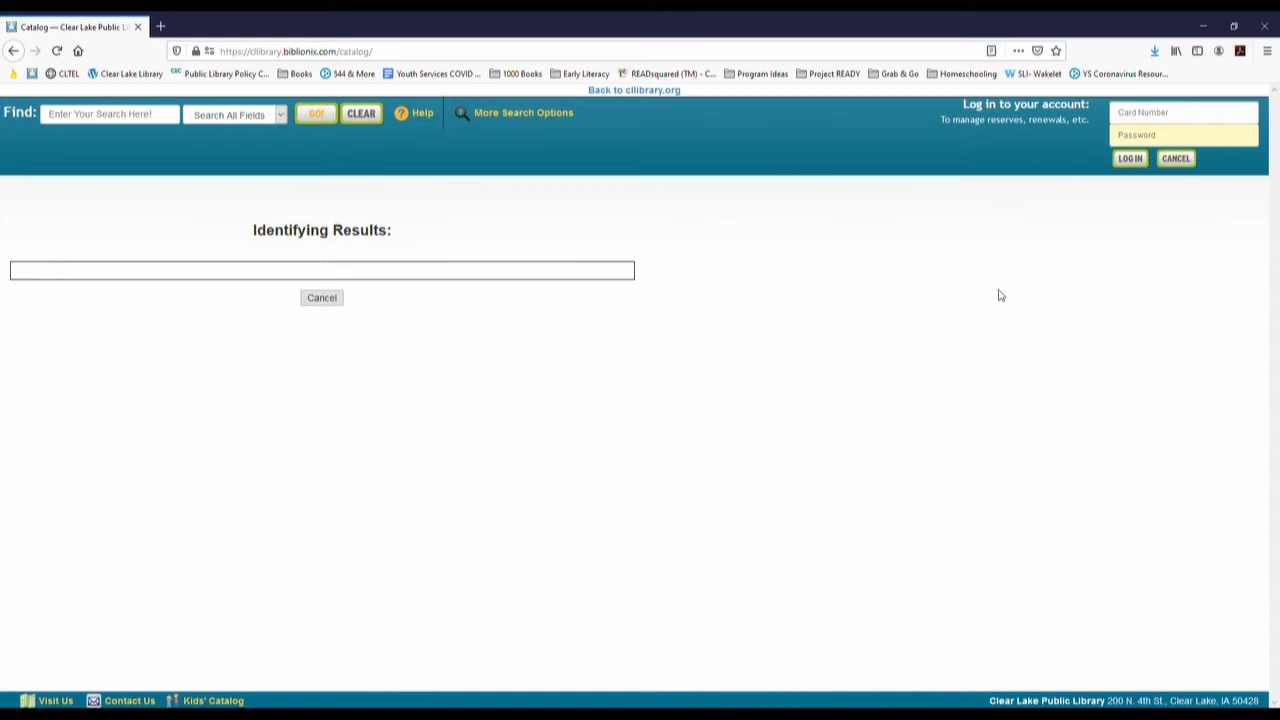 Catalog — Clear Lake Public Li
https://cllibrary.biblionix.com/catalog/
CLTEL Clear Lake Library Public Library Policy C... Books 544 & More Youth Services COVID ... 1000 Books Early Literacy READsquared (TM) - C... Program Ideas Project READY Grab & Go Homeschooling SLI- Wakelet YS Coronavirus Resour...
Back to cllibrary.org
Find: Enter Your Search Here! Search All Fields GO! CLEAR Help More Search Options
Log in to your account:
To manage reserves, renewals, etc.
Card Number
Password
LOG IN CANCEL
Identifying Results:
Cancel
Visit Us Contact Us Kids' Catalog
Clear Lake Public Library 200 N. 4th St., Clear Lake, IA 50428